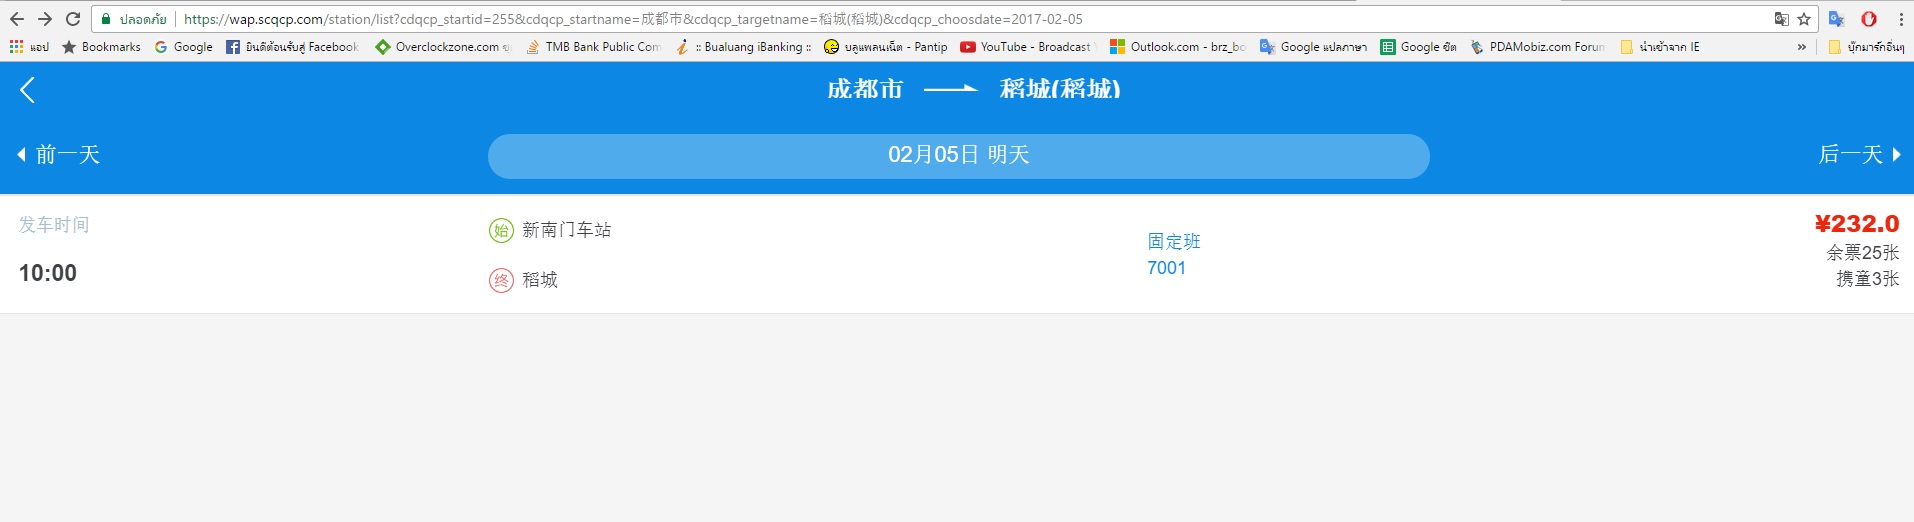 ปลอดภัย https://wap.scqcp.com/station/list?cdqcp_startid=255&cdqcp_startname=成都市&cdqcp_targetname=稻城(稻城)&cdqcp_choosdate=2017-02-05
แอป Bookmarks Google ยินดีต้อนรับสู่ Facebook Overclockzone.com TMB Bank Public Com :: Bualuang iBanking :: บลูแพลนเน็ต - Pantip YouTube - Broadcast Outlook.com - brz_bo Google แปลภาษา Google ชีต PDAMobiz.com Forum นำเข้าจาก IE » บุ๊กมาร์กอื่นๆ
成都市 稻城(稻城)
前一天 02月05日 明天 后一天
发车时间
10:00
始 新南门车站
终 稻城
固定班
7001
¥232.0
余票25张
携童3张